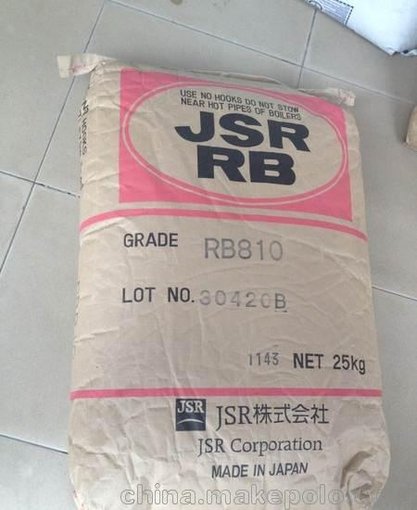 USE NO HOOKS DO NOT STOW
NEAR HOT PIPES OF BOILERS
JSR
RB
GRADE RB810
LOT NO. 30420B
1143 NET 25kg
JSR JSR株式会社
JSR Corporation
MADE IN JAPAN
china.makepolo